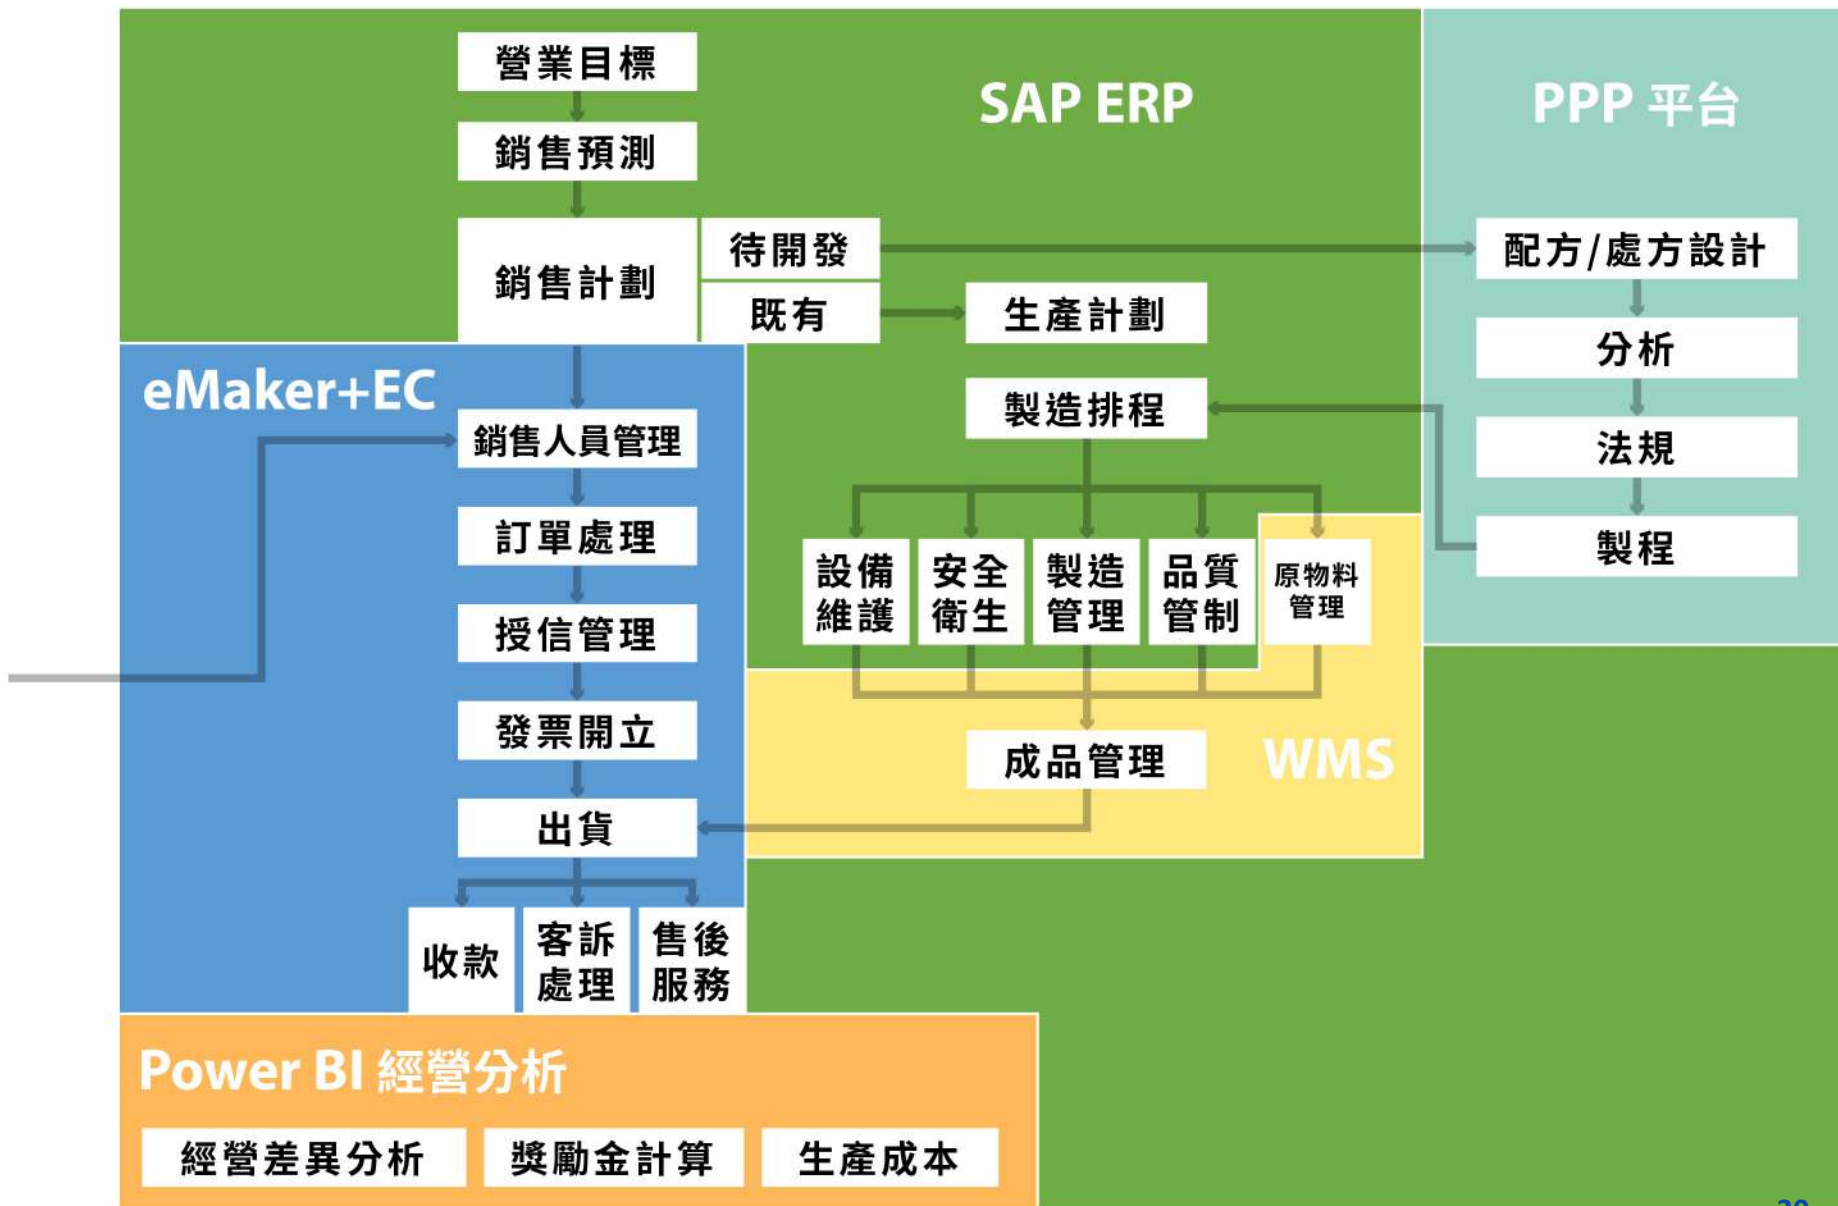 營業目標
SAP ERP
PPP 平台
銷售預測
銷售計劃
待開發
既有
生產計劃
配方/處方設計
分析
法規
製程
製造排程
設備
維護
安全
衛生
製造
管理
品質
管制
原物料
管理
成品管理
WMS
eMaker+EC
銷售人員管理
訂單處理
授信管理
發票開立
出貨
收款
客訴
處理
售後
服務
Power BI 經營分析
經營差異分析
獎勵金計算
生產成本